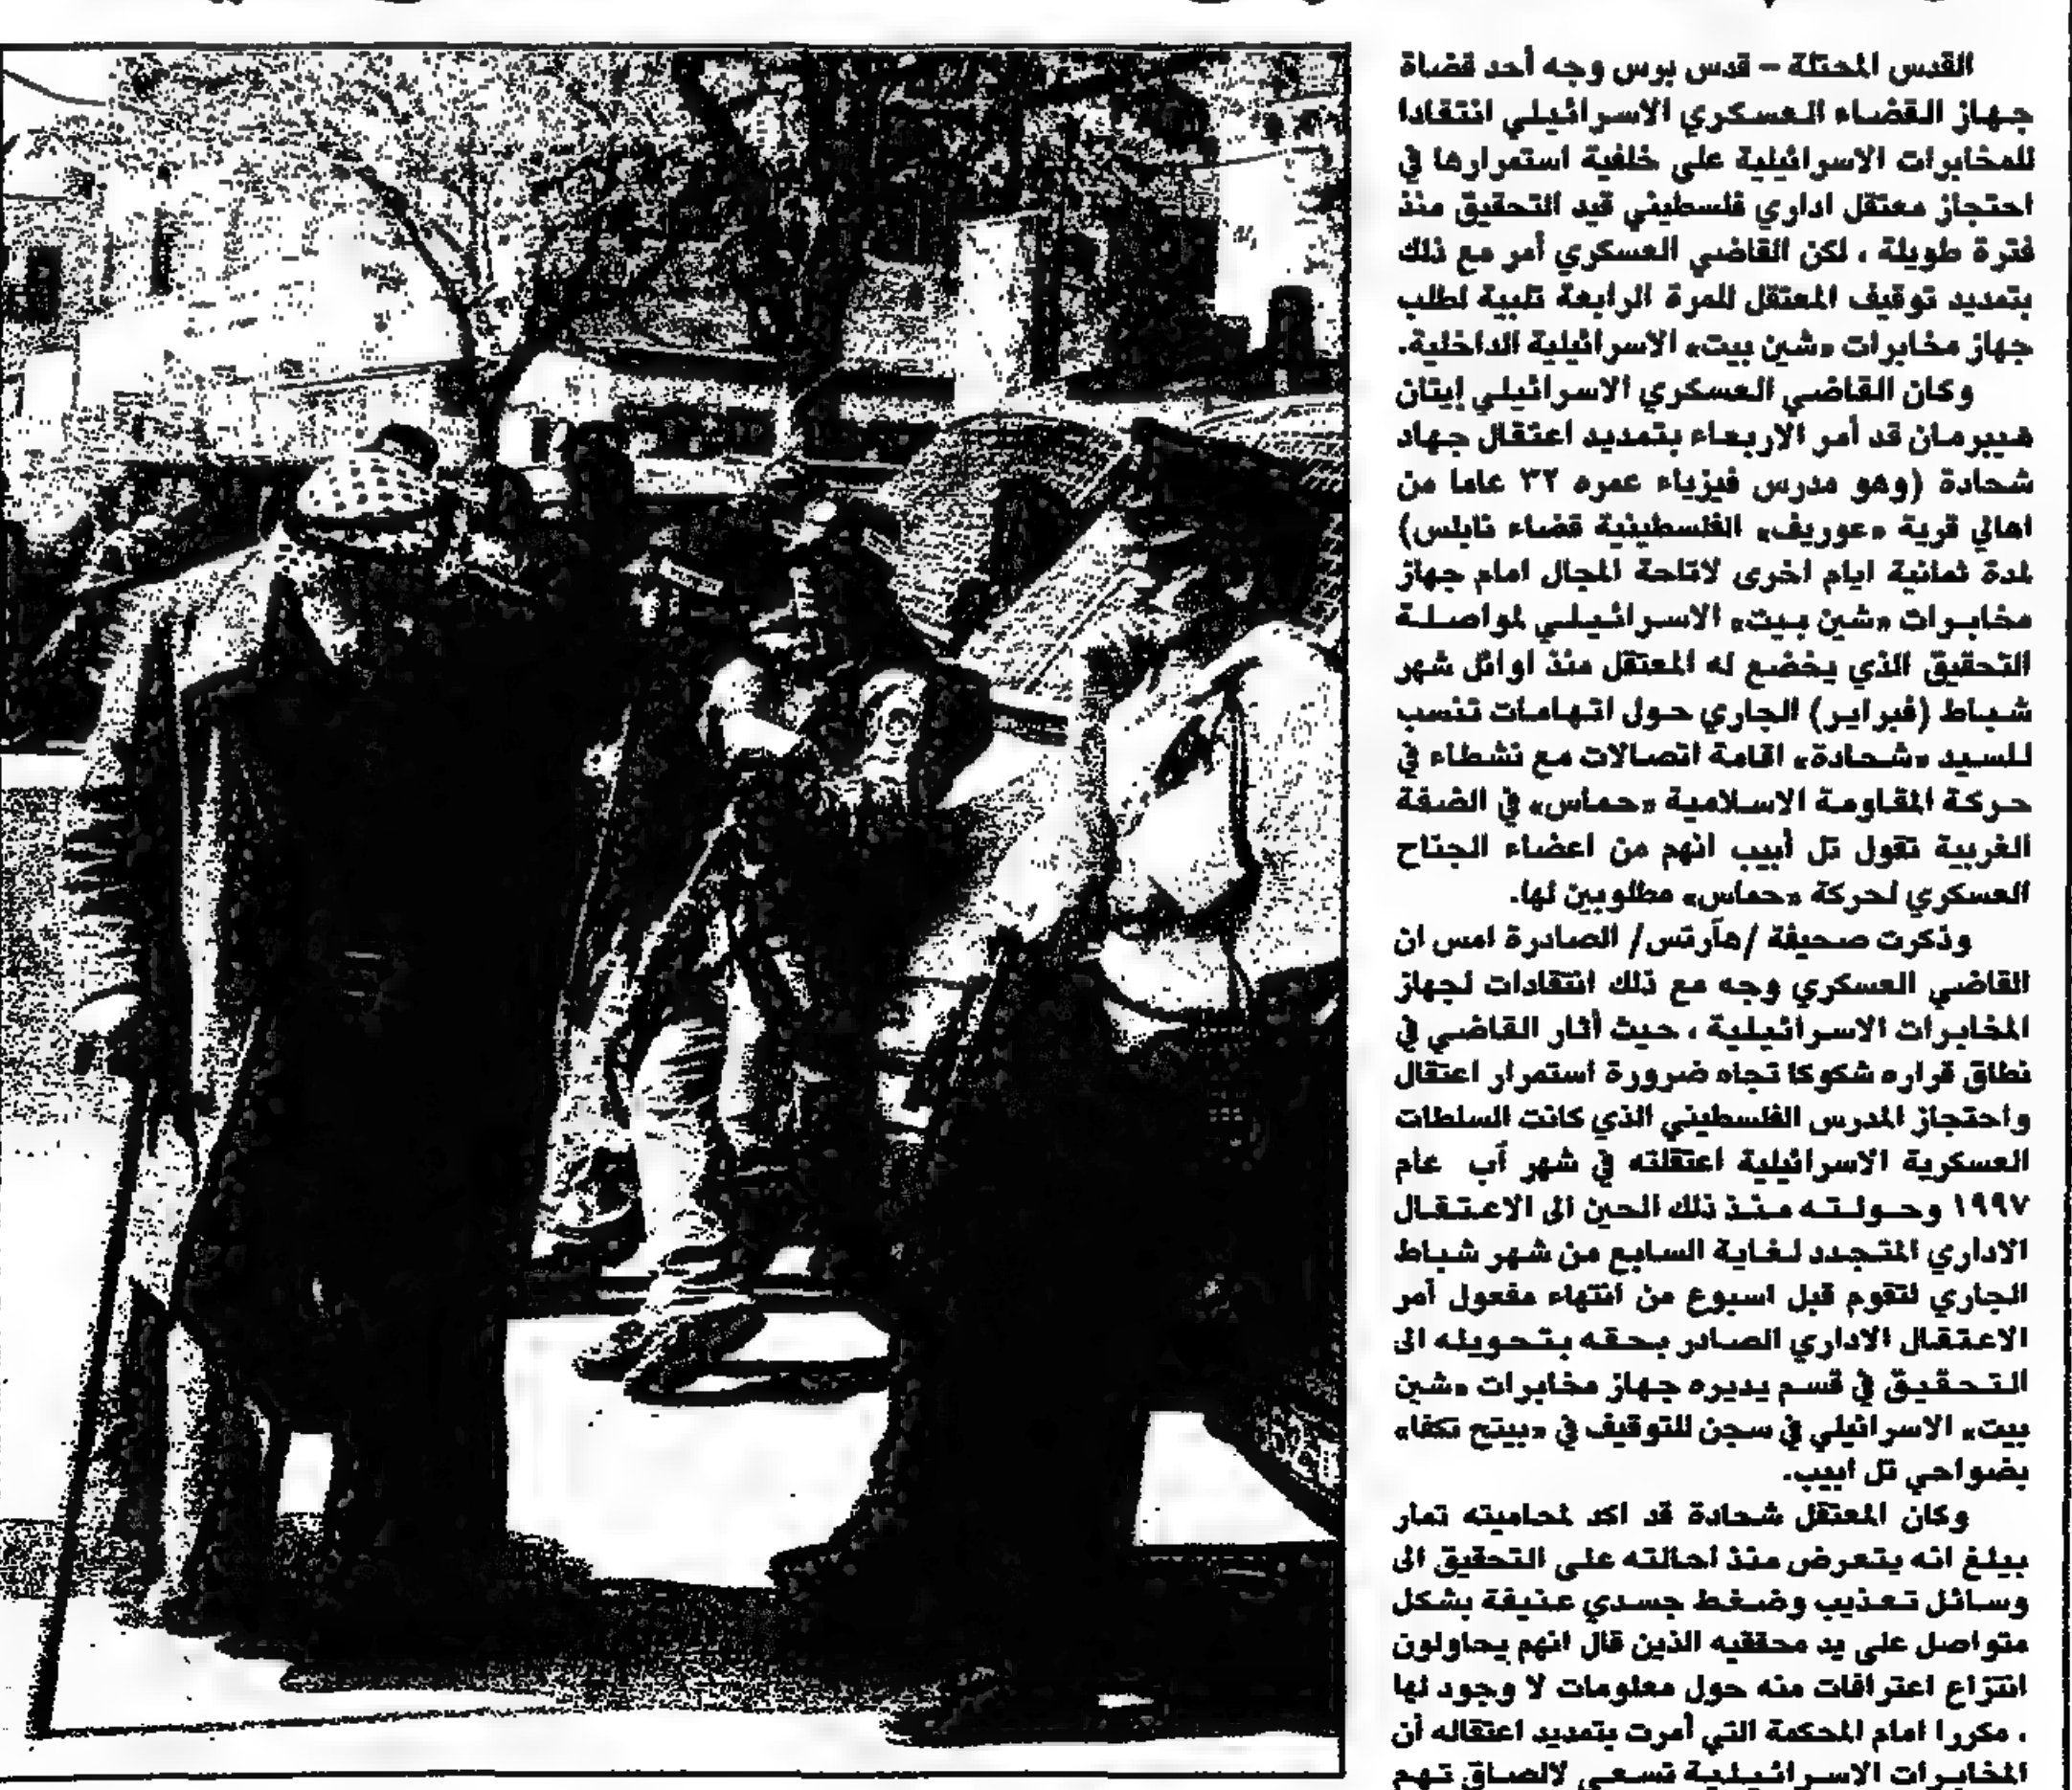 القدس المحتلة – قدس برس وجه أحد قضاة
جهاز القضاء العسكري الاسرائيلي انتقادا
للمخابرات الاسرائيلية على خلفية استمرارها في
احتجاز معتقل اداري فلسطيني قيد التحقيق منذ
فترة طويلة ، لكن القاضي العسكري أمر مع ذلك
بتمديد توقيف المعتقل للمرة الرابعة تلبية لطلب
جهاز مخابرات «شين بيت» الاسرائيلية الداخلية.
وكان القاضي العسكري الاسرائيلي إيتان
هيبرمان قد أمر الاربعاء بتمديد اعتقال جهاد
شحادة (وهو مدرس فيزياء عمره ٣٢ عاما من
اهالي قرية «عوريف» الفلسطينية قضاء نابلس)
لمدة ثمانية ايام اخرى لاتاحة المجال امام جهاز
مخابرات «شين بيت» الاسرائيلي لمواصلة
التحقيق الذي يخضع له المعتقل منذ اوائل شهر
شباط (فبراير) الجاري حول اتهامات تنسب
للسيد «شحادة» اقامة اتصالات مع نشطاء في
حركة المقاومة الاسلامية «حماس» في الضفة
الغربية تقول تل أبيب انهم من اعضاء الجناح
العسكري لحركة «حماس» مطلوبين لها.
وذكرت صحيفة /هآرتس/ الصادرة امس ان
القاضي العسكري وجه مع ذلك انتقادات لجهاز
المخابرات الاسرائيلية ، حيث أثار القاضي في
نطاق قراره شكوكا تجاه ضرورة استمرار اعتقال
واحتجاز المدرس الفلسطيني الذي كانت السلطات
العسكرية الاسرائيلية اعتقلته في شهر آب عام
١٩٩٧ وحولته منذ ذلك الحين الى الاعتقال
الاداري المتجدد لغاية السابع من شهر شباط
الجاري لتقوم قبل اسبوع من انتهاء مفعول أمر
الاعتقال الاداري الصادر بحقه بتحويله الى
التحقيق في قسم يديره جهاز مخابرات «شين
بيت» الاسرائيلي في سجن للتوقيف في «بيتح تكفا»
بضواحي تل ابيب.
وكان المعتقل شحادة قد اكد لمحاميته تمار
بيلغ انه يتعرض منذ احالته على التحقيق الى
وسائل تعذيب وضغط جسدي عنيفة بشكل
متواصل على يد محققيه الذين قال انهم يحاولون
انتزاع اعترافات منه حول معلومات لا وجود لها
، مكررا امام المحكمة التي أمرت بتمديد اعتقاله أن
المخابرات الاسرائيلية تسعى لالصاق تهم